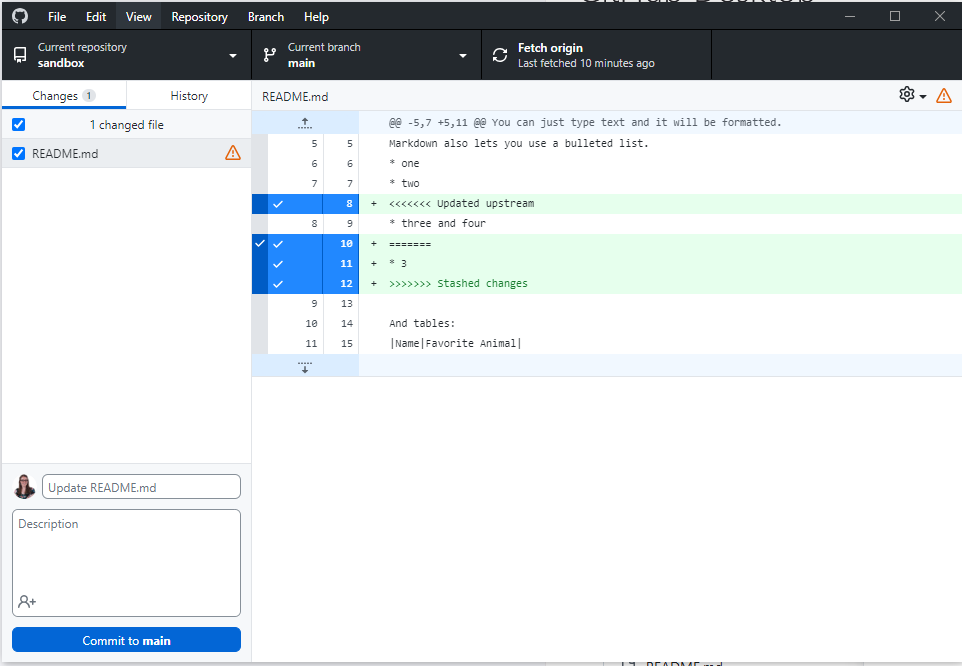 File Edit View Repository Branch Help
Current repository
sandbox
Current branch
main
Fetch origin
Last fetched 10 minutes ago
Changes 1 History
1 changed file
README.md
README.md
@@ -5,7 +5,11 @@ You can just type text and it will be formatted.
5 5 Markdown also lets you use a bulleted list.
6 6 * one
7 7 * two
8 + <<<<<<< Updated upstream
8 9 * three and four
10 + =======
11 + * 3
12 + >>>>>>> Stashed changes
9 13
10 14 And tables:
11 15 |Name|Favorite Animal|
Update README.md
Description
Commit to main
README.md